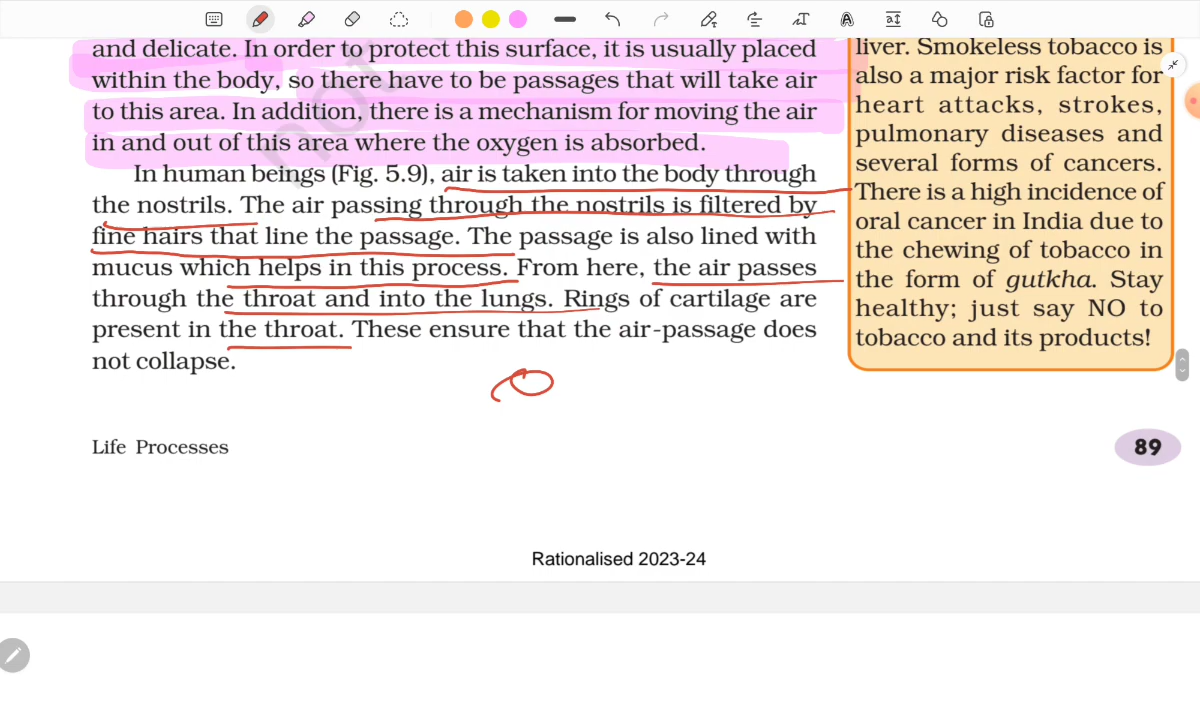 and delicate. In order to protect this surface, it is usually placed
within the body, so there have to be passages that will take air
to this area. In addition, there is a mechanism for moving the air
in and out of this area where the oxygen is absorbed.
In human beings (Fig. 5.9), air is taken into the body through
the nostrils. The air passing through the nostrils is filtered by
fine hairs that line the passage. The passage is also lined with
mucus which helps in this process. From here, the air passes
through the throat and into the lungs. Rings of cartilage are
present in the throat. These ensure that the air-passage does
not collapse.
liver. Smokeless tobacco is
also a major risk factor for
heart attacks, strokes,
pulmonary diseases and
several forms of cancers.
There is a high incidence of
oral cancer in India due to
the chewing of tobacco in
the form of gutkha. Stay
healthy; just say NO to
tobacco and its products!
Life Processes
89
Rationalised 2023-24
not